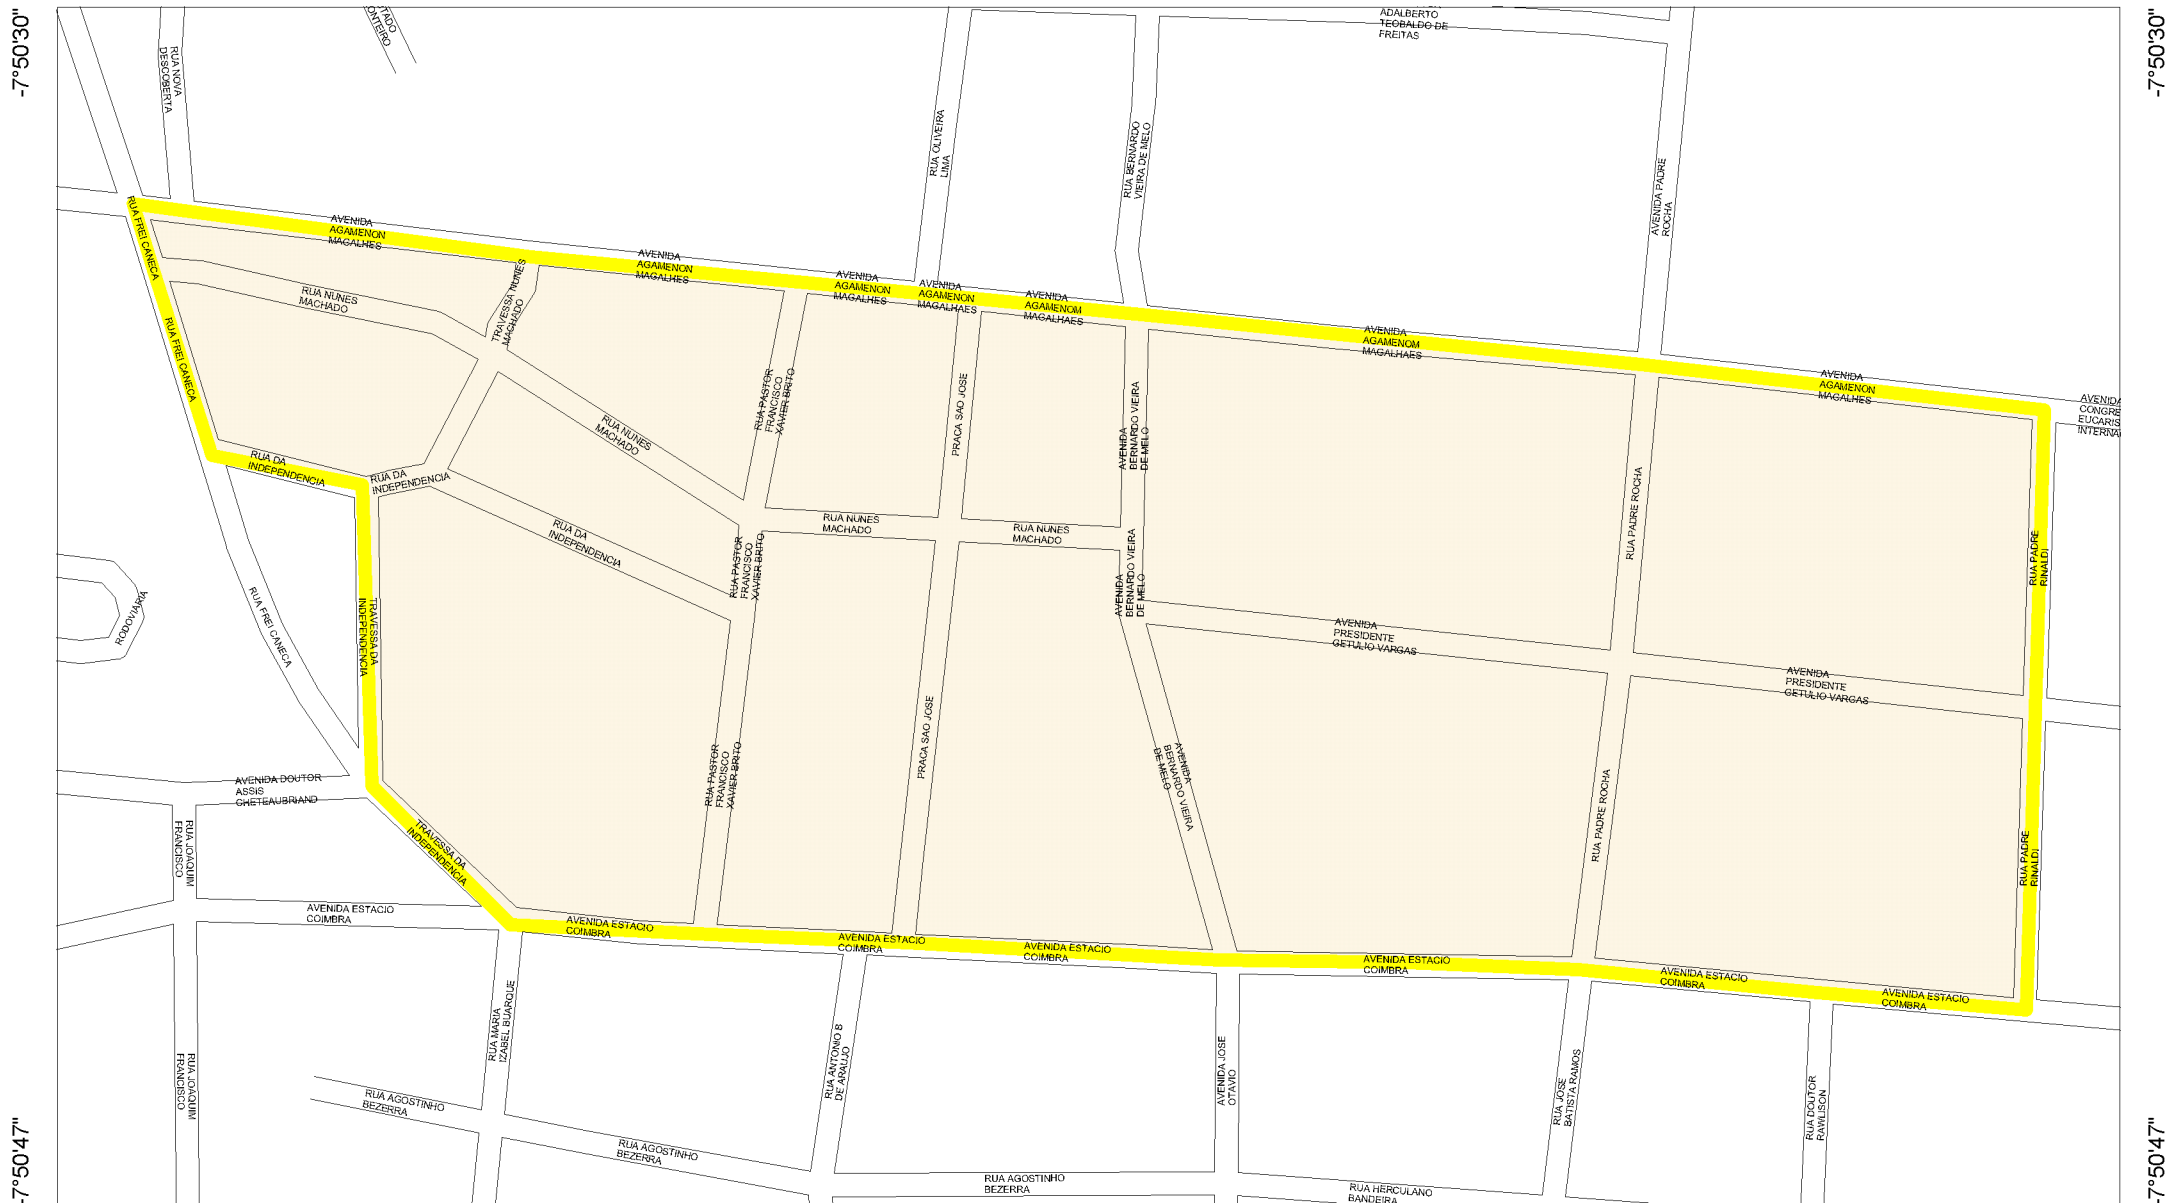 -7°50'30"
-7°50'30"
ADALBERTO
TEOBALDO DE
FREITAS
RUA NOVA
DESCOBERTA
RUA OLIVEIRA
LIMA
RUA BERNARDO
VIEIRA DE MELO
AVENIDA PADRE
ROCHA
RUA FREI CANECA
AVENIDA
AGAMENON
MAGALHES
AVENIDA
AGAMENON
MAGALHES
AVENIDA
AGAMENON
MAGALHES
AVENIDA
AGAMENON
MAGALHAES
AVENIDA
AGAMENOM
MAGALHAES
AVENIDA
AGAMENOM
MAGALHAES
AVENIDA
AGAMENON
MAGALHES
AVENIDA
CONGRE
EUCARIS
INTERNA
RUA NUNES
MACHADO
TRAVESSA NUNES
MACHADO
RUA FREI CANECA
RUA PASTOR
FRANCISCO
XAVIER BRITO
PRACA SAO JOSE
AVENIDA
BERNARDO VIEIRA
DE MELO
RUA NUNES
MACHADO
RUA DA
INDEPENDENCIA
RUA DA
INDEPENDENCIA
RUA PADRE ROCHA
RUA DA
INDEPENDENCIA
RUA NUNES
MACHADO
RUA NUNES
MACHADO
RUA PASTOR
FRANCISCO
XAVIER BRITO
AVENIDA
BERNARDO VIEIRA
DE MELO
RUA PADRE
RINALDI
RODOVIARIA
RUA FREI CANECA
TRAVESSA DA
INDEPENDENCIA
AVENIDA
PRESIDENTE
GETULIO VARGAS
AVENIDA
PRESIDENTE
GETULIO VARGAS
PRACA SAO JOSE
RUA PASTOR
FRANCISCO
XAVIER BRITO
AVENIDA
BERNARDO VIEIRA
DE MELO
AVENIDA DOUTOR
ASSIS
CHETEAUBRIAND
RUA PADRE ROCHA
RUA PADRE
RINALDI
RUA JOAQUIM
FRANCISCO
TRAVESSA DA
INDEPENDENCIA
AVENIDA ESTACIO
COIMBRA
AVENIDA ESTACIO
COIMBRA
AVENIDA ESTACIO
COIMBRA
AVENIDA ESTACIO
COIMBRA
AVENIDA ESTACIO
COIMBRA
AVENIDA ESTACIO
COIMBRA
AVENIDA ESTACIO
COIMBRA
RUA MARIA
IZABEL BUARQUE
RUA ANTONIO B
DE ARAUJO
AVENIDA JOSE
OTAVIO
RUA JOSE
BATISTA RAMOS
RUA DOUTOR
RAWLISON
RUA JOAQUIM
FRANCISCO
RUA AGOSTINHO
BEZERRA
RUA AGOSTINHO
BEZERRA
RUA AGOSTINHO
BEZERRA
RUA HERCULANO
BANDEIRA
-7°50'47"
-7°50'47"